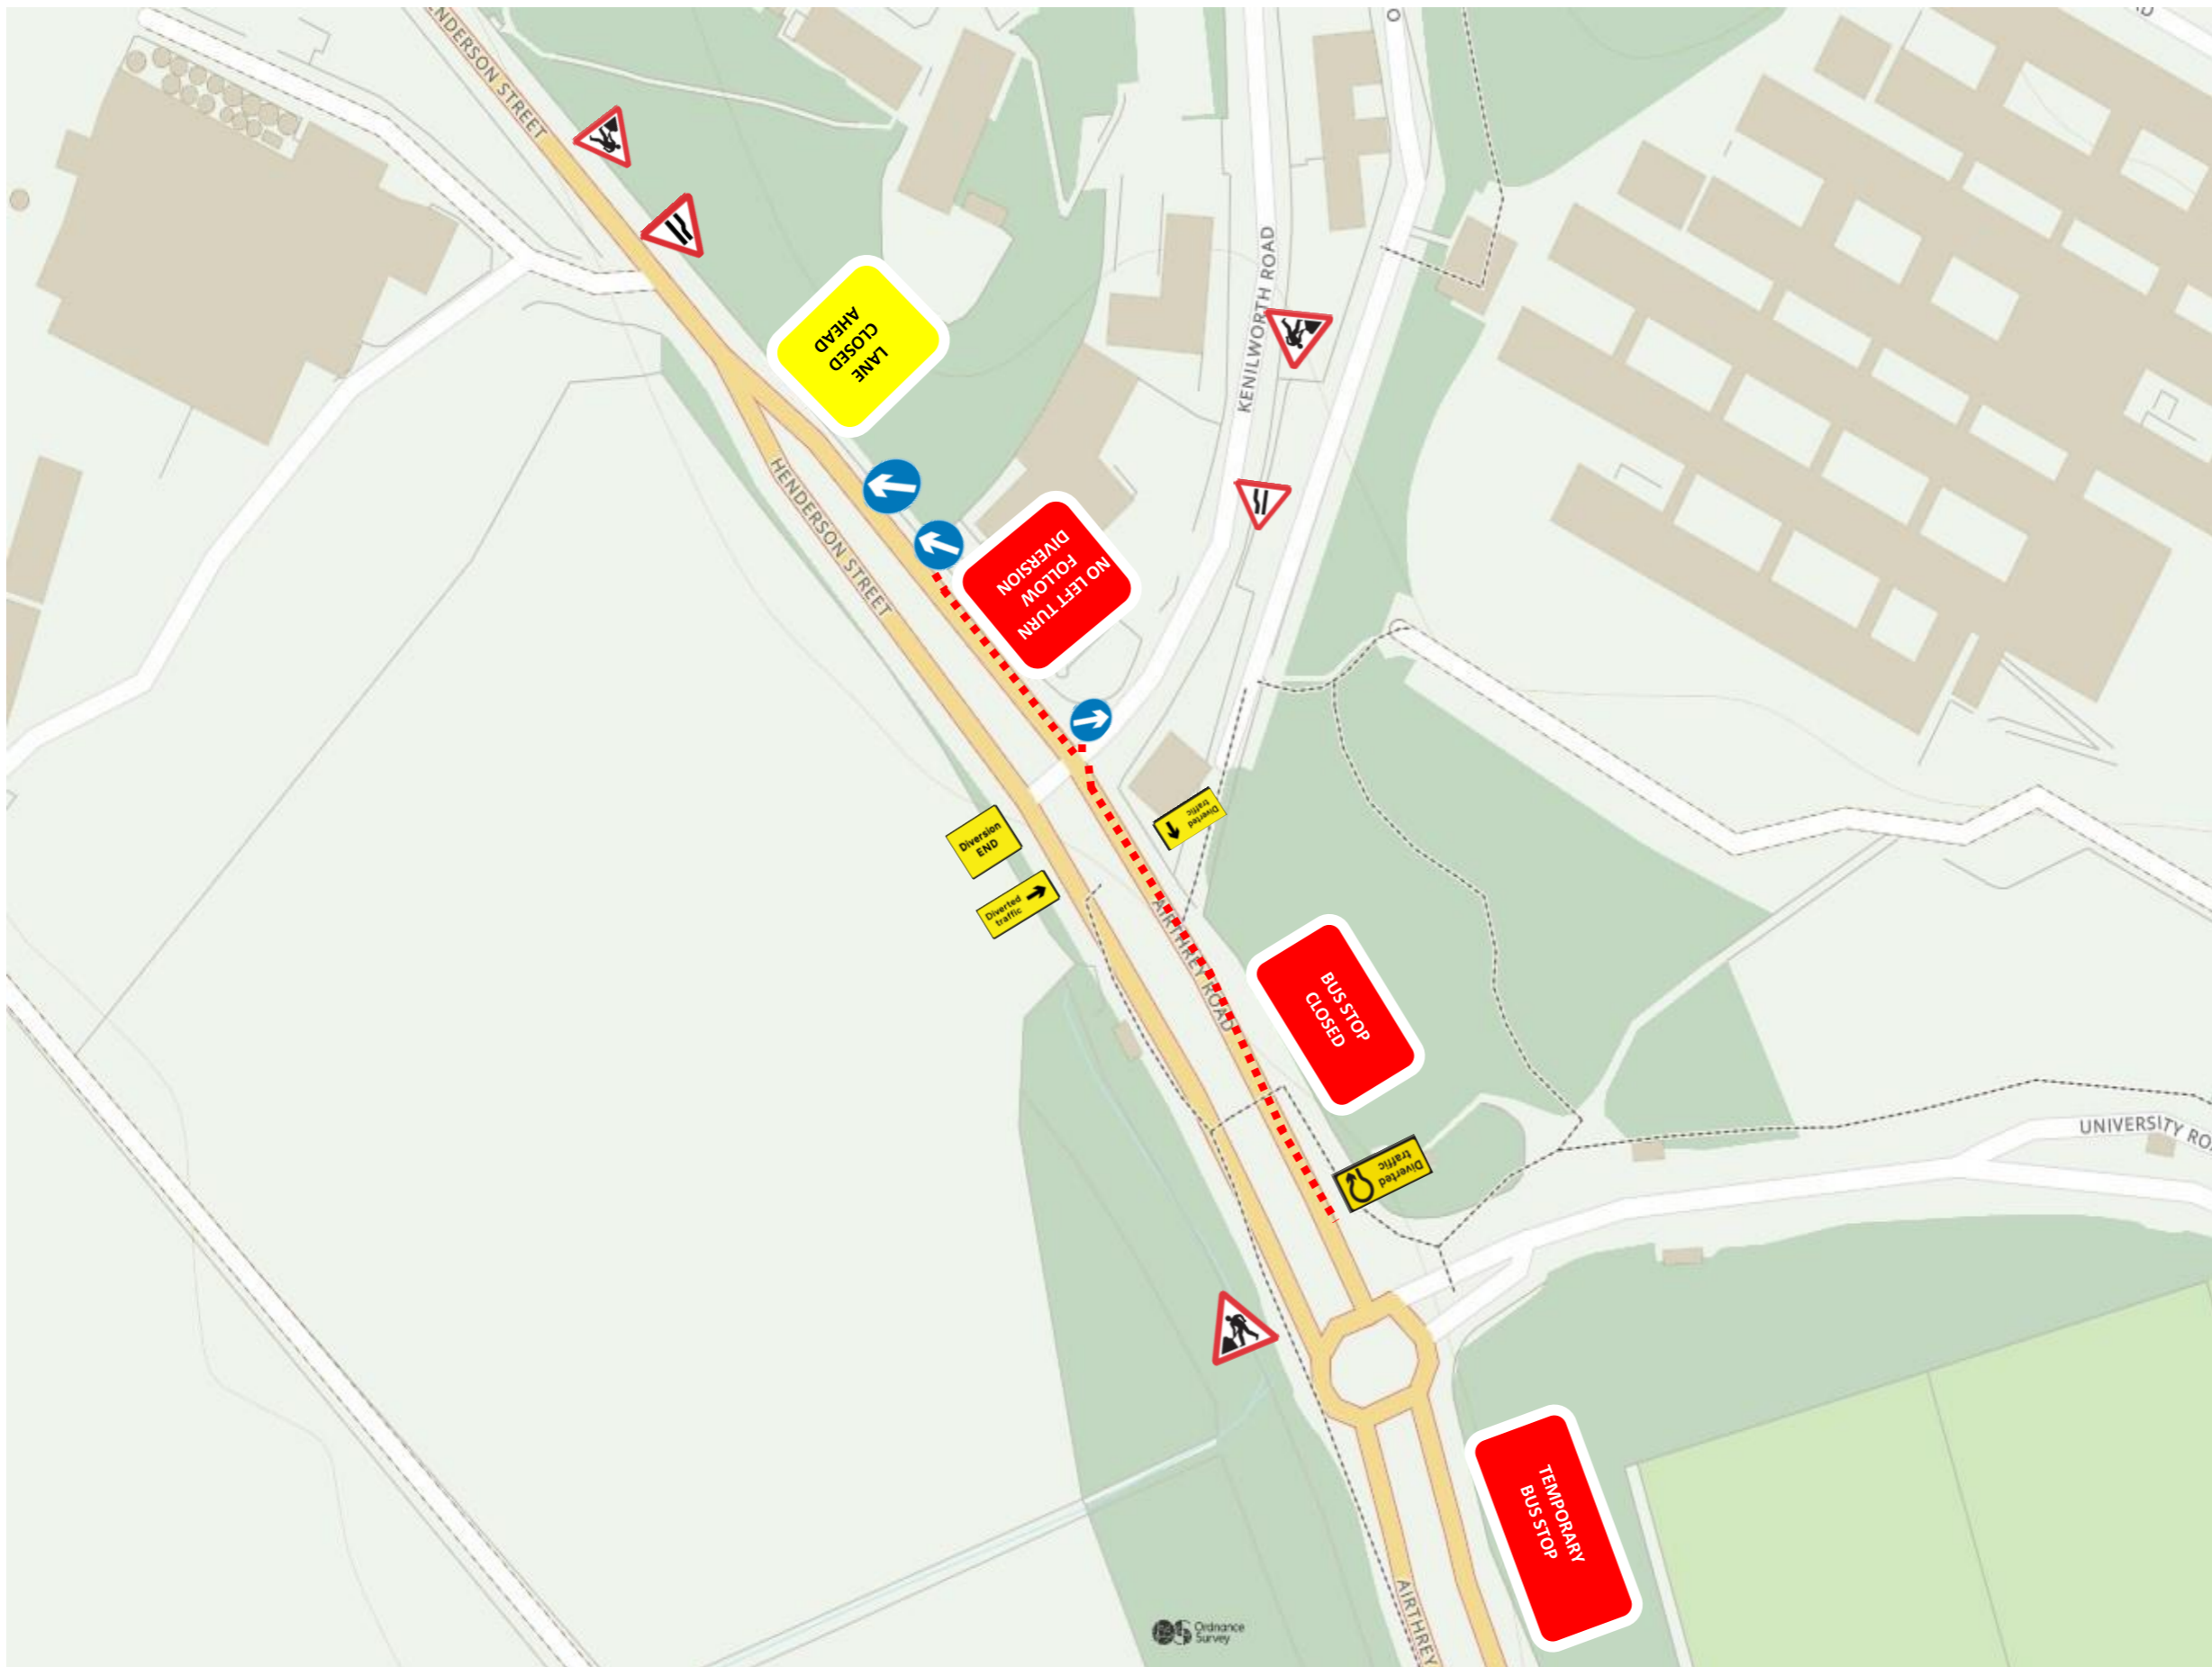 ENDERSON STREET
LANE
CLOSED
AHEAD
KENILWORTH ROAD
HENDERSON STREET
NO LEFT TURN
FOLLOW
DIVERSION
Diverted
traffic
Diversion
END
Diverted
traffic
AIRTHREY ROAD
BUS STOP
CLOSED
Diverted
traffic
UNIVERSITY RO
TEMPORARY
BUS STOP
AIRTHREY
Ordnance
Survey